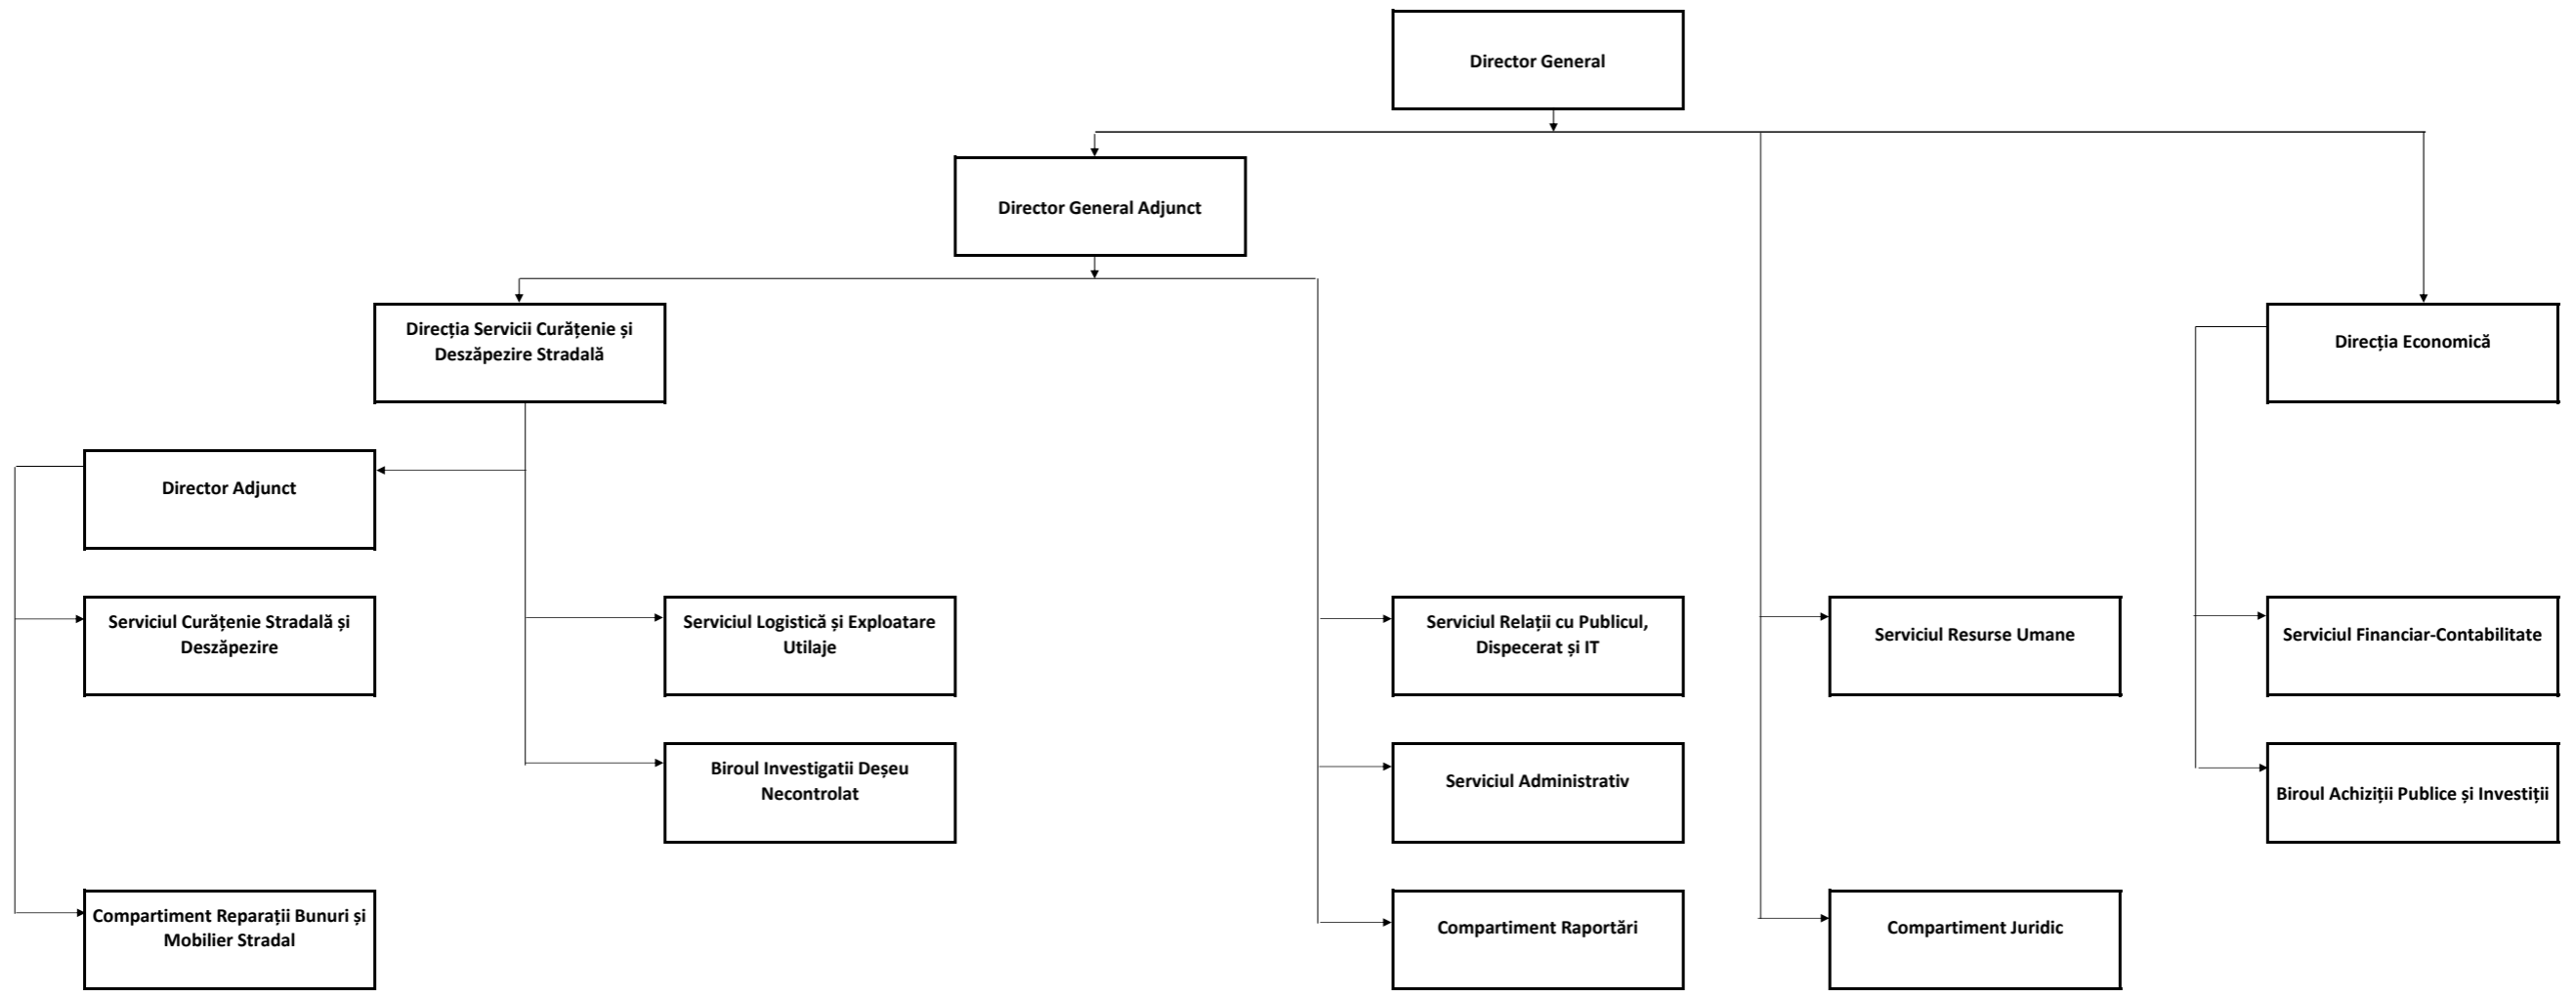 Director General
Director General Adjunct
Direcția Servicii Curățenie și
Deszăpezire Stradală
Direcția Economică
Director Adjunct
Serviciul Curățenie Stradală și
Deszăpezire
Serviciul Logistică și Exploatare
Utilaje
Serviciul Relații cu Publicul,
Dispecerat și IT
Serviciul Resurse Umane
Serviciul Financiar-Contabilitate
Biroul Investigatii Deșeu
Necontrolat
Serviciul Administrativ
Biroul Achiziții Publice și Investiții
Compartiment Reparații Bunuri și
Mobilier Stradal
Compartiment Raportări
Compartiment Juridic